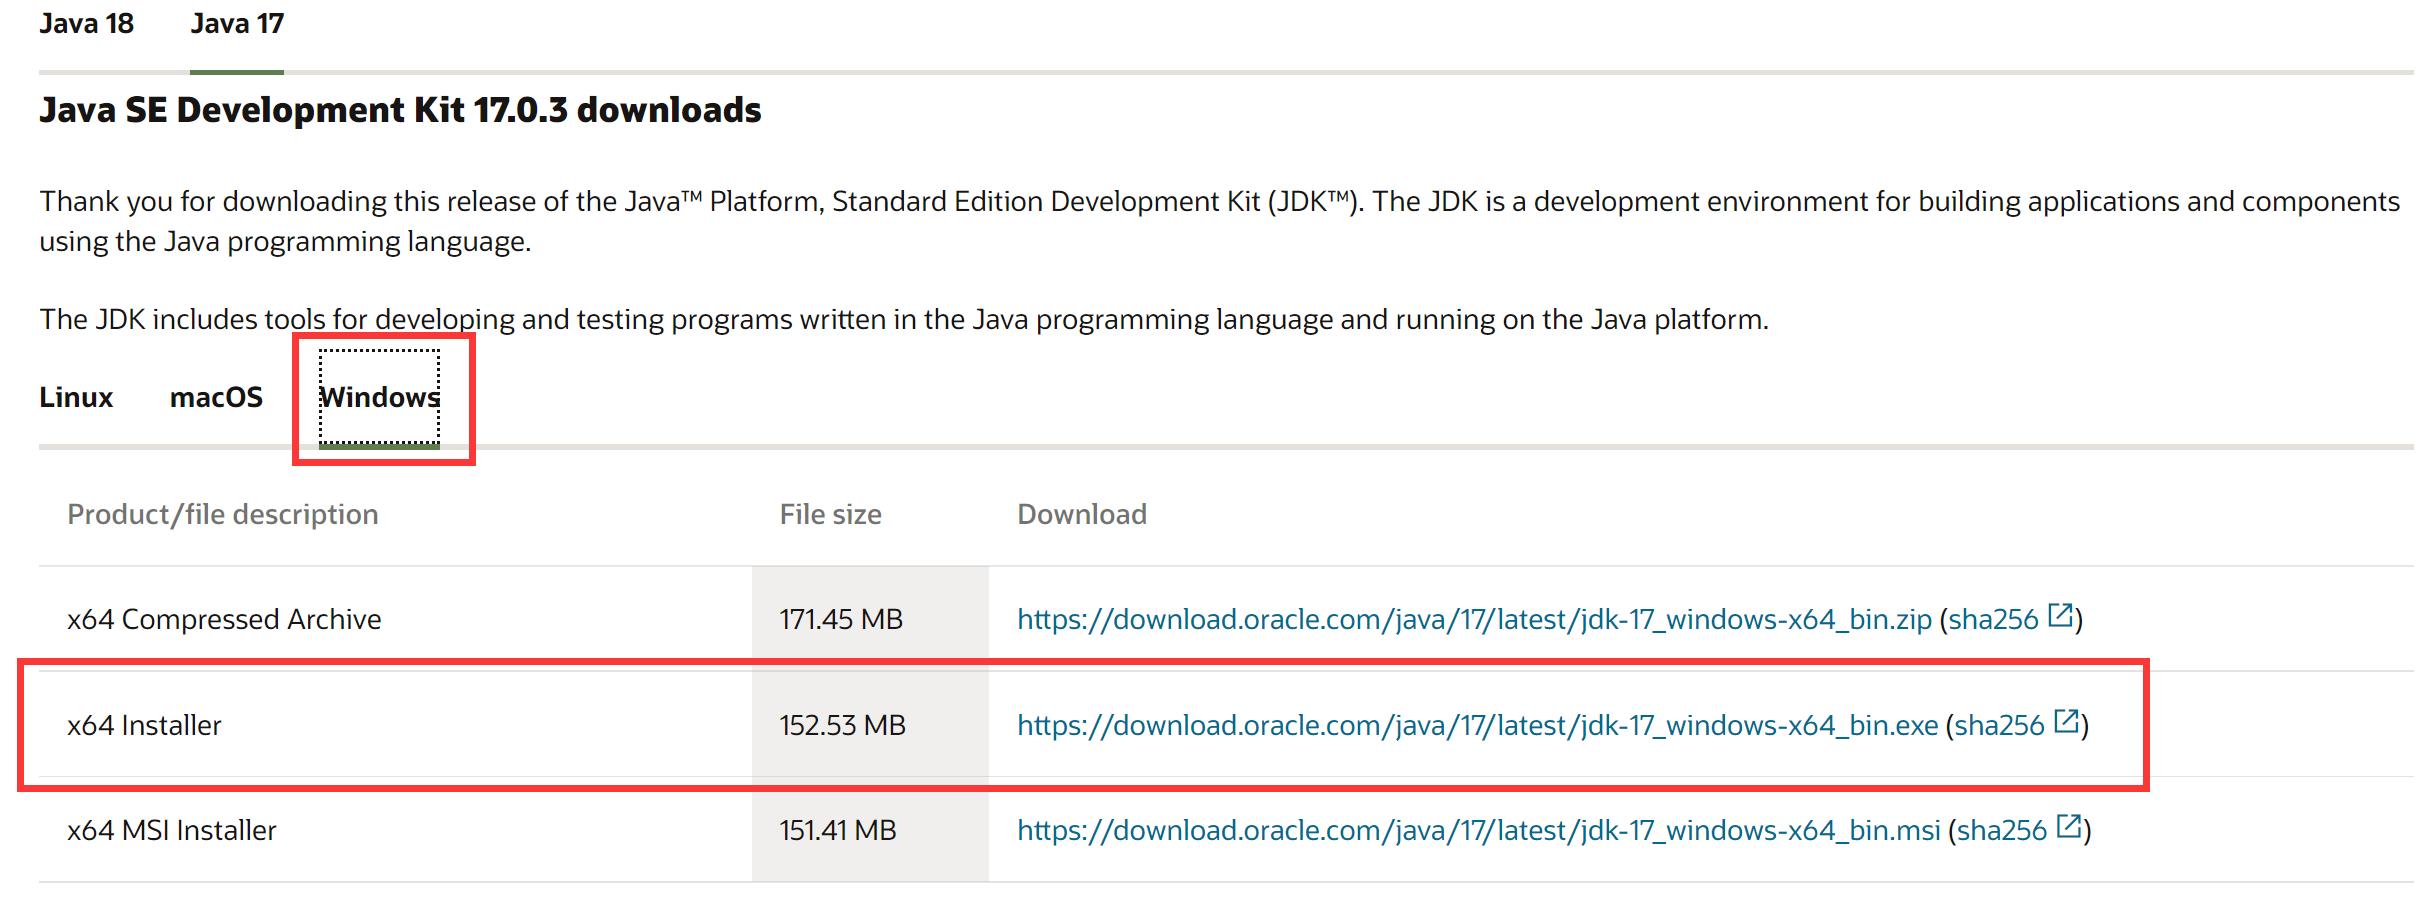 Java 18 Java 17
Java SE Development Kit 17.0.3 downloads
Thank you for downloading this release of the Java™ Platform, Standard Edition Development Kit (JDK™). The JDK is a development environment for building applications and components
using the Java programming language.
The JDK includes tools for developing and testing programs written in the Java programming language and running on the Java platform.
Linux macOS Windows
Product/file description File size Download
x64 Compressed Archive 171.45 MB https://download.oracle.com/java/17/latest/jdk-17_windows-x64_bin.zip (sha256)
x64 Installer 152.53 MB https://download.oracle.com/java/17/latest/jdk-17_windows-x64_bin.exe (sha256)
x64 MSI Installer 151.41 MB https://download.oracle.com/java/17/latest/jdk-17_windows-x64_bin.msi (sha256)